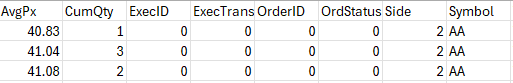 AvgPx CumQty ExecID ExecTrans OrderID OrdStatus Side Symbol
40.83 1 0 0 0 0 2 AA
41.04 3 0 0 0 0 2 AA
41.08 2 0 0 0 0 2 AA